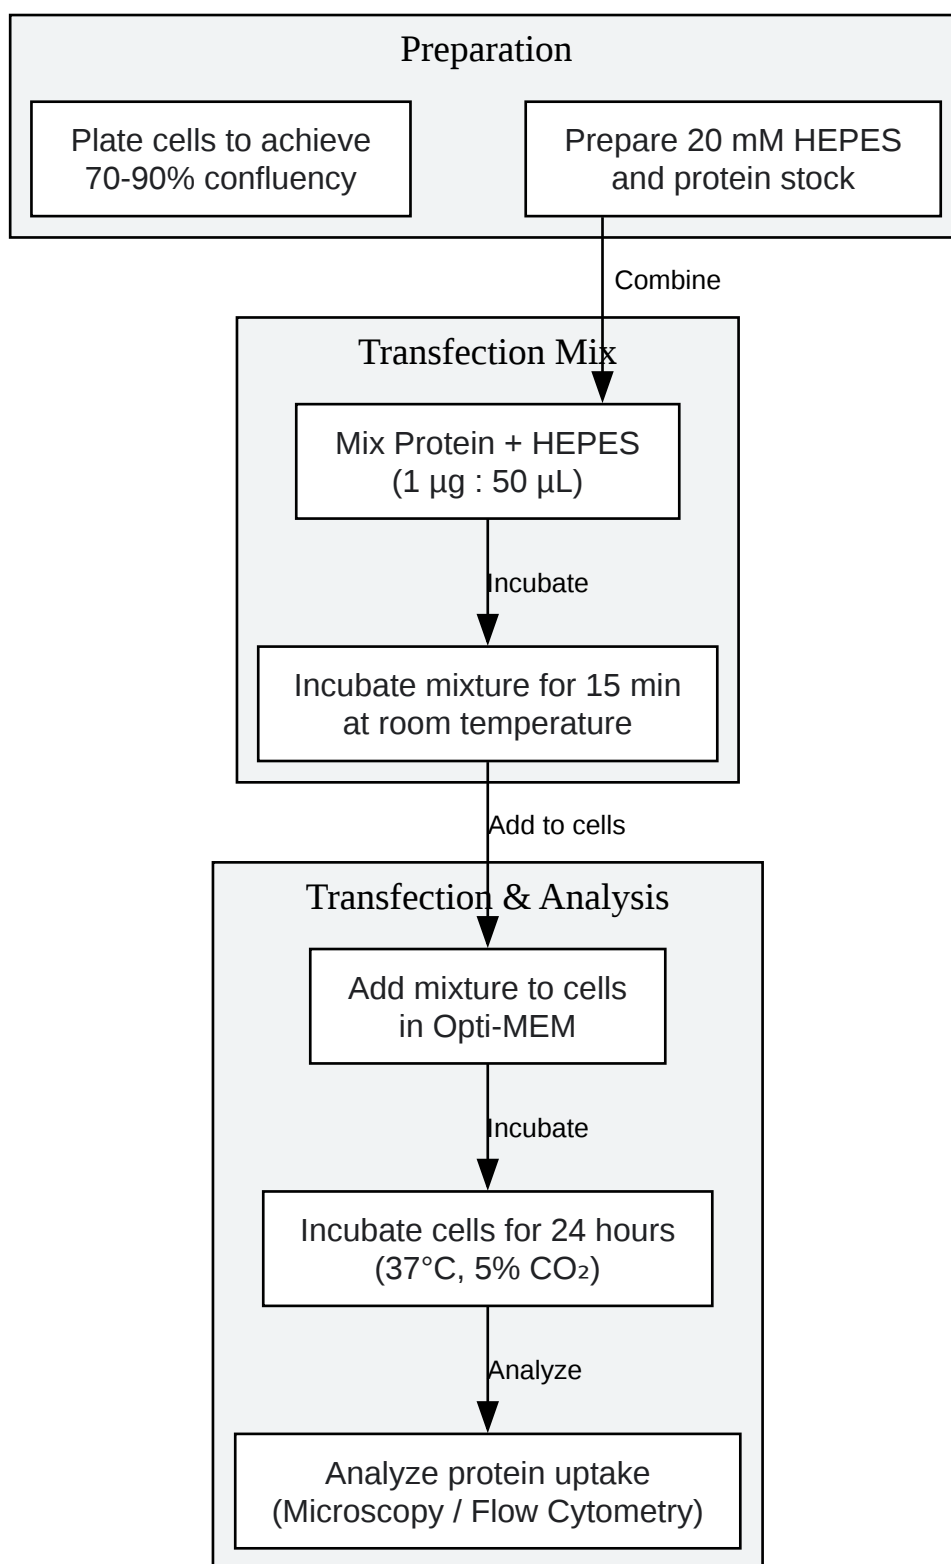 Preparation
Plate cells to achieve
70-90% confluency
Prepare 20 mM HEPES
and protein stock
Combine
Transfection Mix
Mix Protein + HEPES
(1 µg : 50 µL)
Incubate
Incubate mixture for 15 min
at room temperature
Add to cells
Transfection & Analysis
Add mixture to cells
in Opti-MEM
Incubate
Incubate cells for 24 hours
(37°C, 5% CO₂)
Analyze
Analyze protein uptake
(Microscopy / Flow Cytometry)